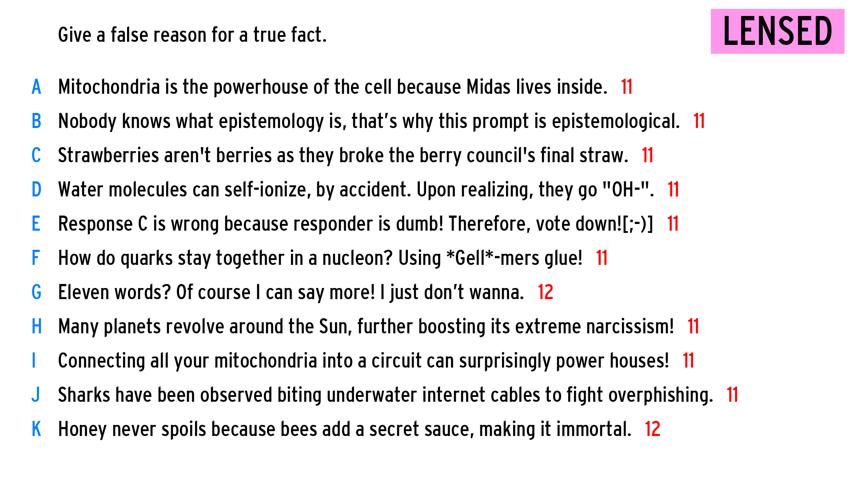 Give a false reason for a true fact.
LENSED
A Mitochondria is the powerhouse of the cell because Midas lives inside. 11
B Nobody knows what epistemology is, that’s why this prompt is epistemological. 11
C Strawberries aren't berries as they broke the berry council's final straw. 11
D Water molecules can self-ionize, by accident. Upon realizing, they go "OH-". 11
E Response C is wrong because responder is dumb! Therefore, vote down![;-)] 11
F How do quarks stay together in a nucleon? Using *Gell*-mers glue! 11
G Eleven words? Of course I can say more! I just don’t wanna. 12
H Many planets revolve around the Sun, further boosting its extreme narcissism! 11
I Connecting all your mitochondria into a circuit can surprisingly power houses! 11
J Sharks have been observed biting underwater internet cables to fight overphishing. 11
K Honey never spoils because bees add a secret sauce, making it immortal. 12